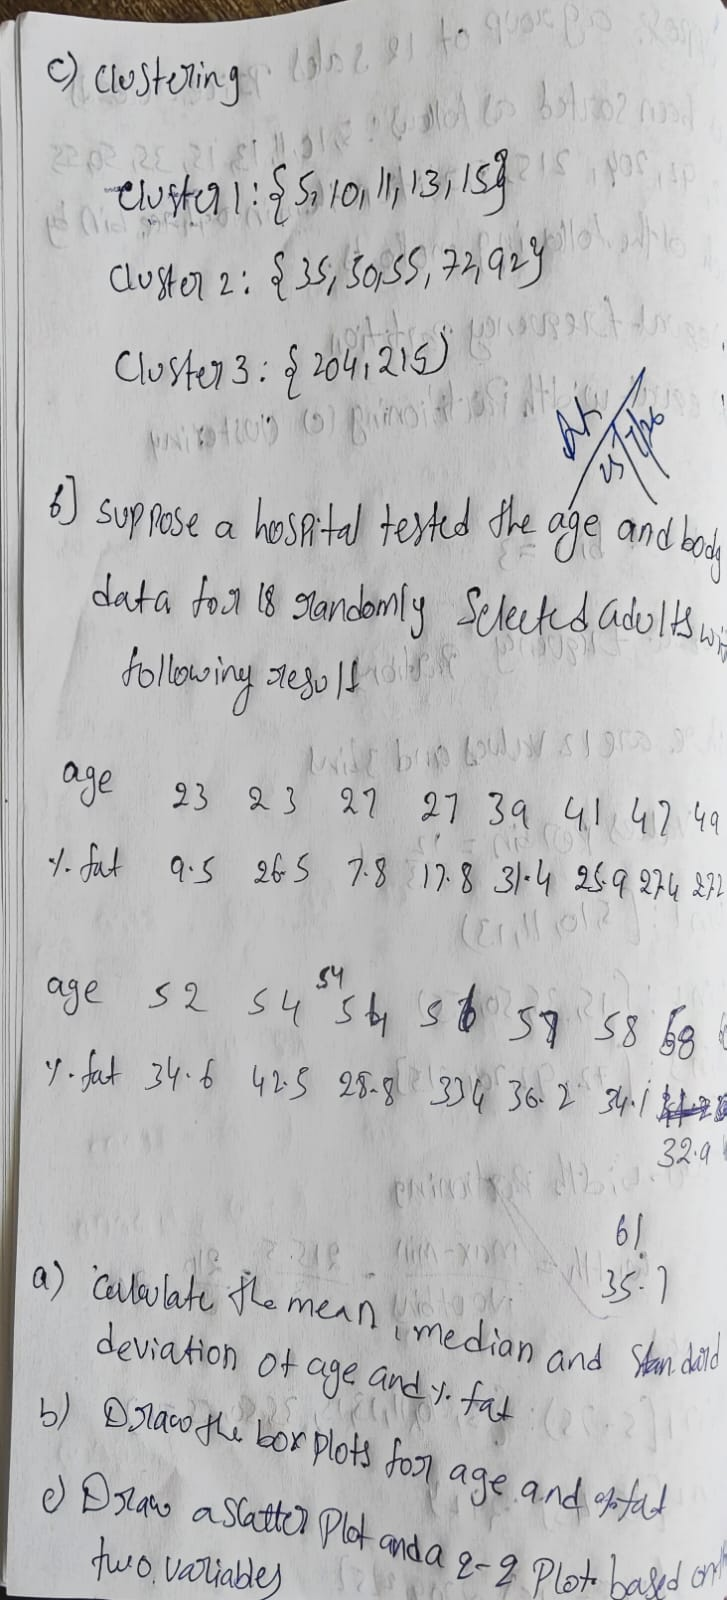 c) Clustering
Cluster 1: {5, 10, 11, 13, 15}
Cluster 2: {35, 50, 55, 72, 92}
Cluster 3: {204, 215}
6] suppose a hospital tested the age and body
data for 18 randomly Selected adults wi
following result
age 23 23 27 27 39 41 47 49
%. fat 9.5 26.5 7.8 17.8 31.4 25.9 27.4 27.2
54
age 52 54 54 56 57 58 58
%. fat 34.6 42.5 28.8 33.4 36.2 34.1
32.9
61
35.7
a) Calculate the mean, median and Standard
deviation of age and %. fat
b) Draw the box plots for age and % fat
c) Draw a Scatter Plot and a q-q Plot based on
two variables